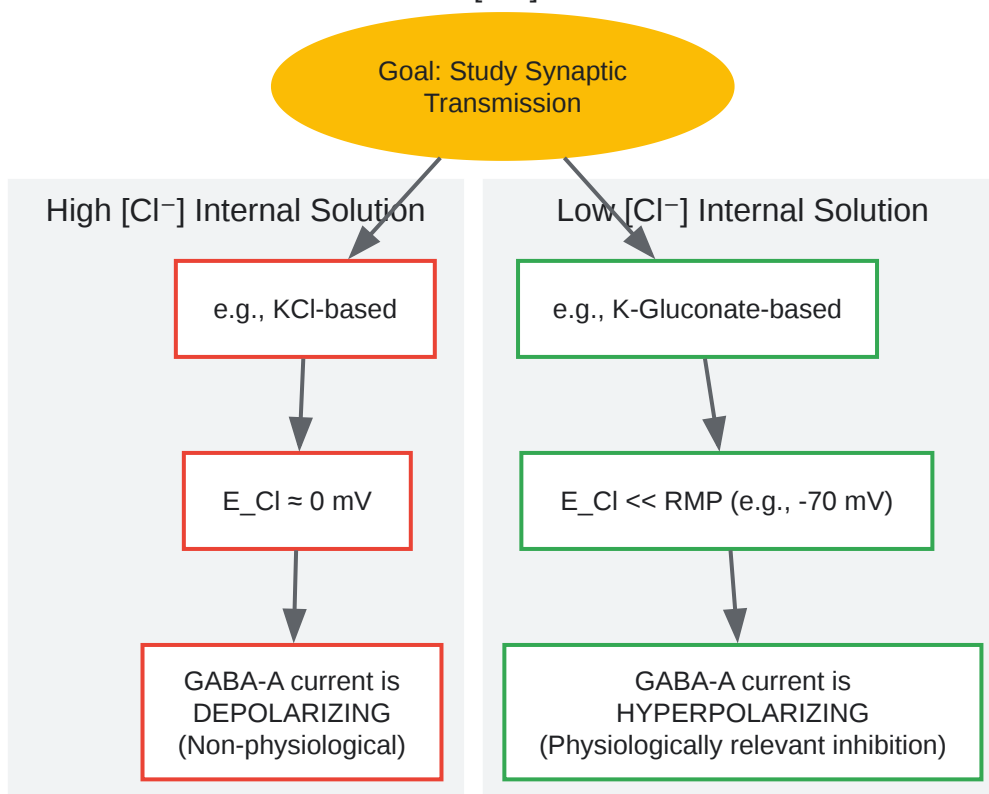 Goal: Study Synaptic
Transmission
High [Cl⁻] Internal Solution
Low [Cl⁻] Internal Solution
e.g., KCl-based
e.g., K-Gluconate-based
E_Cl ≈ 0 mV
E_Cl << RMP (e.g., -70 mV)
GABA-A current is
DEPOLARIZING
(Non-physiological)
GABA-A current is
HYPERPOLARIZING
(Physiologically relevant inhibition)